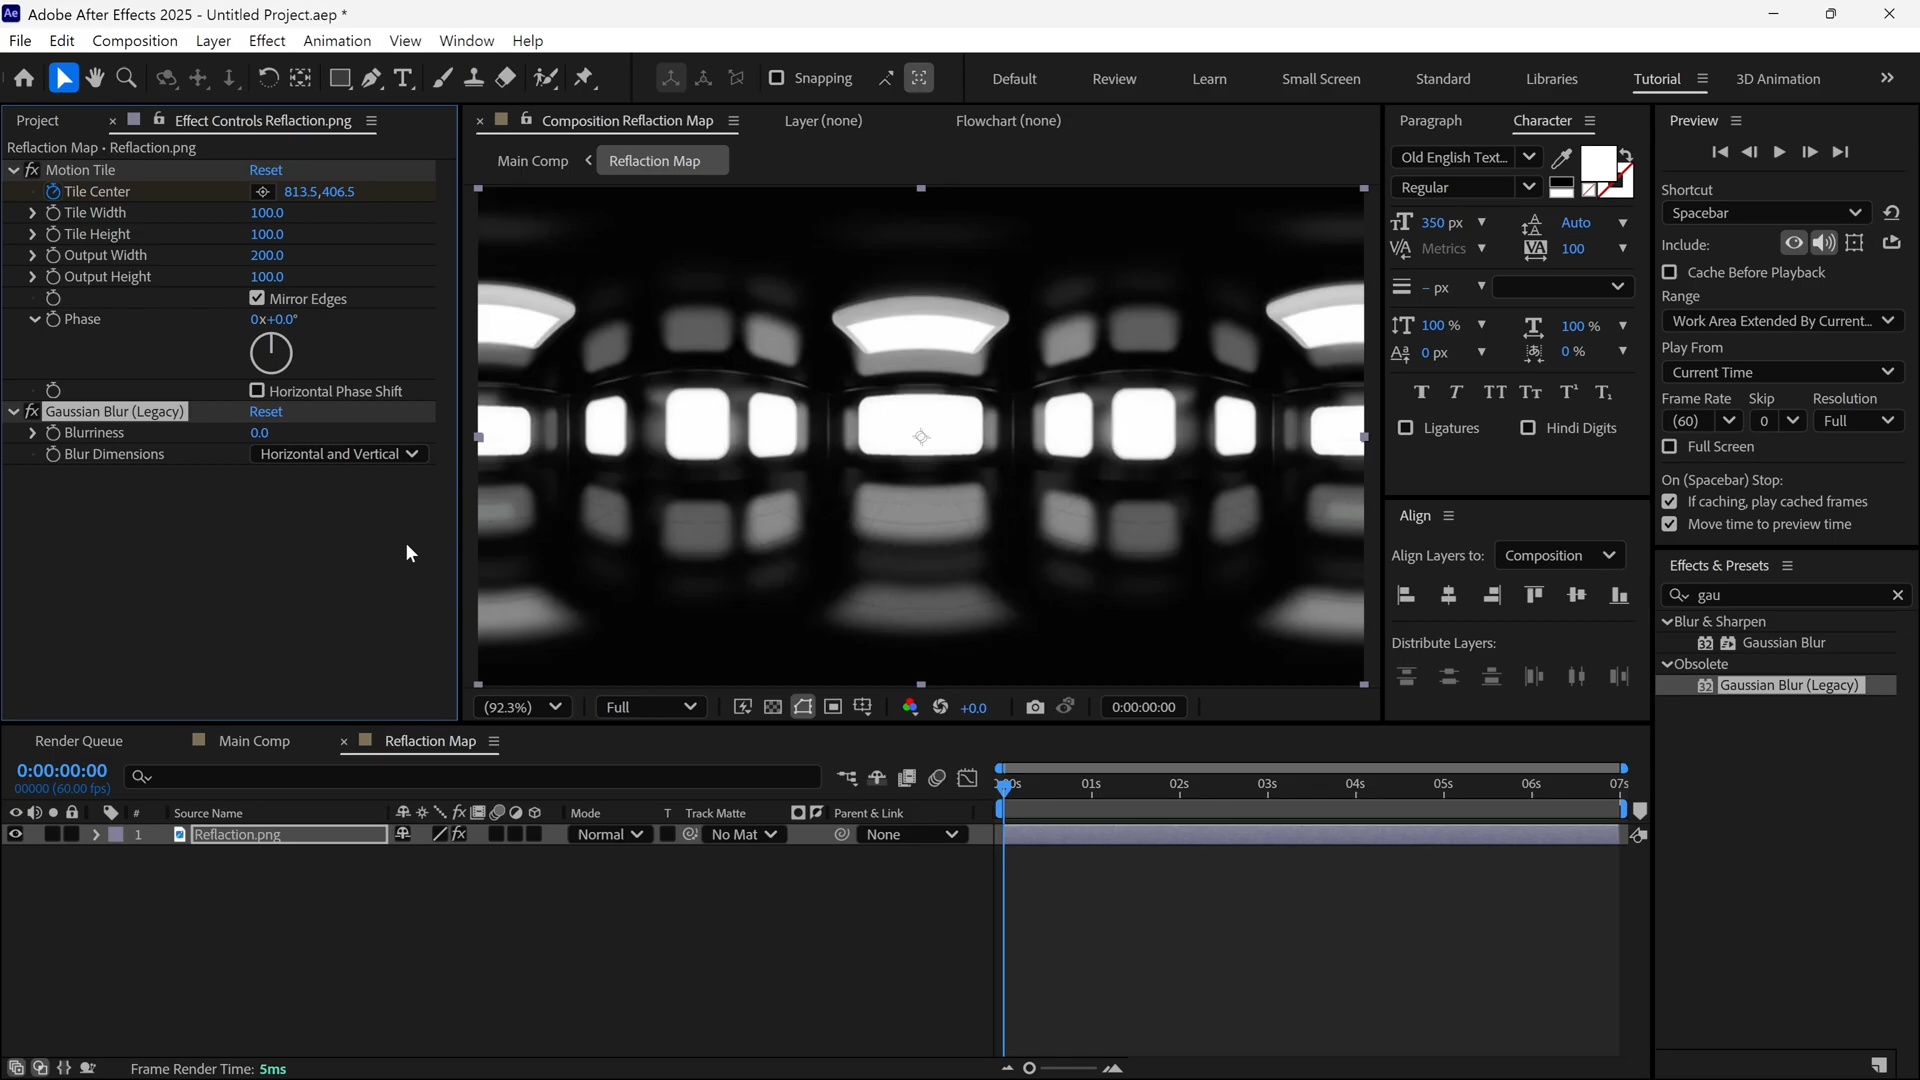 Ae Adobe After Effects 2025 - Untitled Project.aep *
File Edit Composition Layer Effect Animation View Window Help
Snapping
Default Review Learn Small Screen Standard Libraries Tutorial 3D Animation
Project
Effect Controls Reflaction.png
Reflaction Map • Reflaction.png
fx Motion Tile Reset
Tile Center 813.5,406.5
Tile Width 100.0
Tile Height 100.0
Output Width 200.0
Output Height 100.0
Mirror Edges
Phase 0x+0.0°
Horizontal Phase Shift
fx Gaussian Blur (Legacy) Reset
Blurriness 0.0
Blur Dimensions Horizontal and Vertical
Composition Reflaction Map
Layer (none)
Flowchart (none)
Main Comp
Reflaction Map
(92.3%)
Full
+0.0
0:00:00:00
Paragraph
Character
Old English Text...
Regular
350 px
Auto
Metrics
100
– px
100 %
100 %
0 px
0 %
Ligatures
Hindi Digits
Align
Align Layers to: Composition
Distribute Layers:
Preview
Shortcut
Spacebar
Include:
Cache Before Playback
Range
Work Area Extended By Current...
Play From
Current Time
Frame Rate Skip Resolution
(60) 0 Full
Full Screen
On (Spacebar) Stop:
If caching, play cached frames
Move time to preview time
Effects & Presets
gau
Blur & Sharpen
32 Gaussian Blur
Obsolete
32 Gaussian Blur (Legacy)
Render Queue
Main Comp
Reflaction Map
0:00:00:00
00000 (60.00 fps)
# Source Name
Mode T Track Matte
Parent & Link
1 Reflaction.png
fx
Normal
No Mat
None
01s 02s 03s 04s 05s 06s 07s
Frame Render Time: 5ms